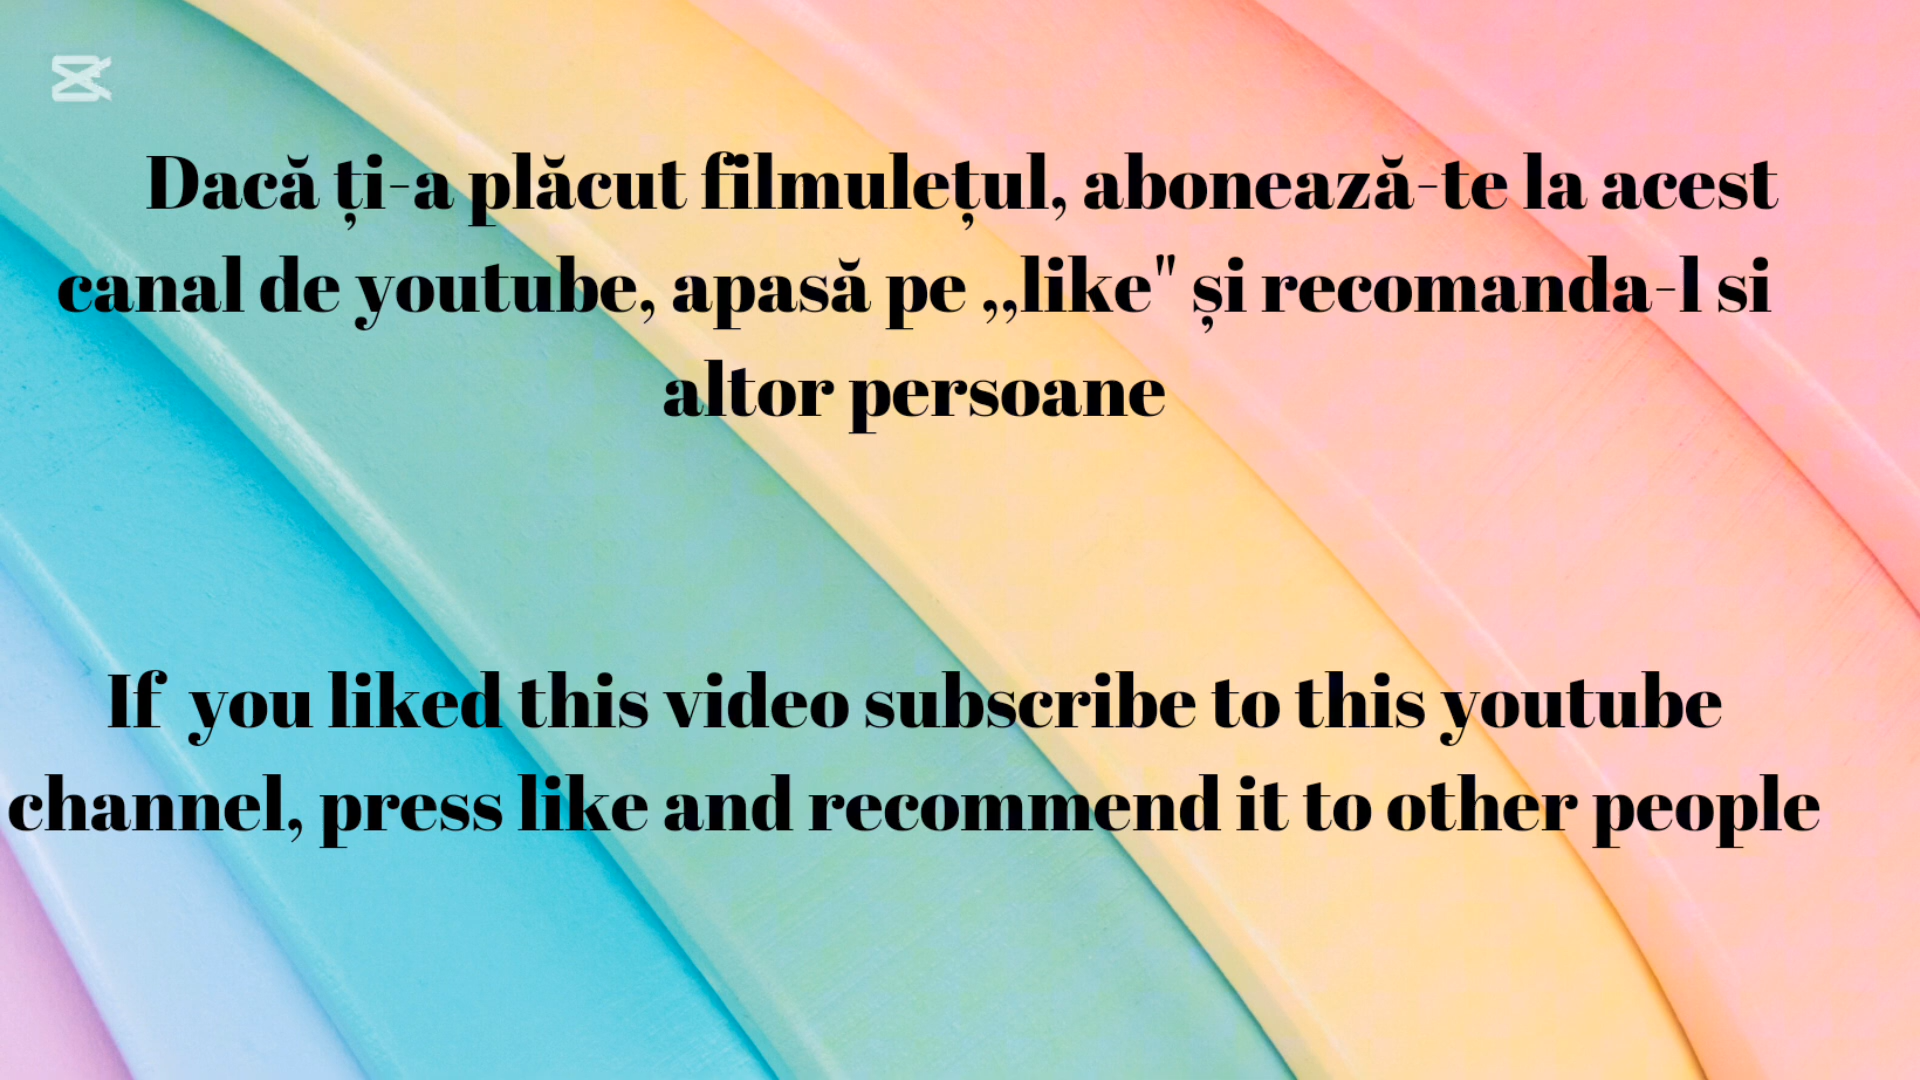 Dacă ți-a plăcut filmulețul, abonează-te la acest
canal de youtube, apasă pe ,,like" și recomanda-l si
altor persoane
If you liked this video subscribe to this youtube
channel, press like and recommend it to other people